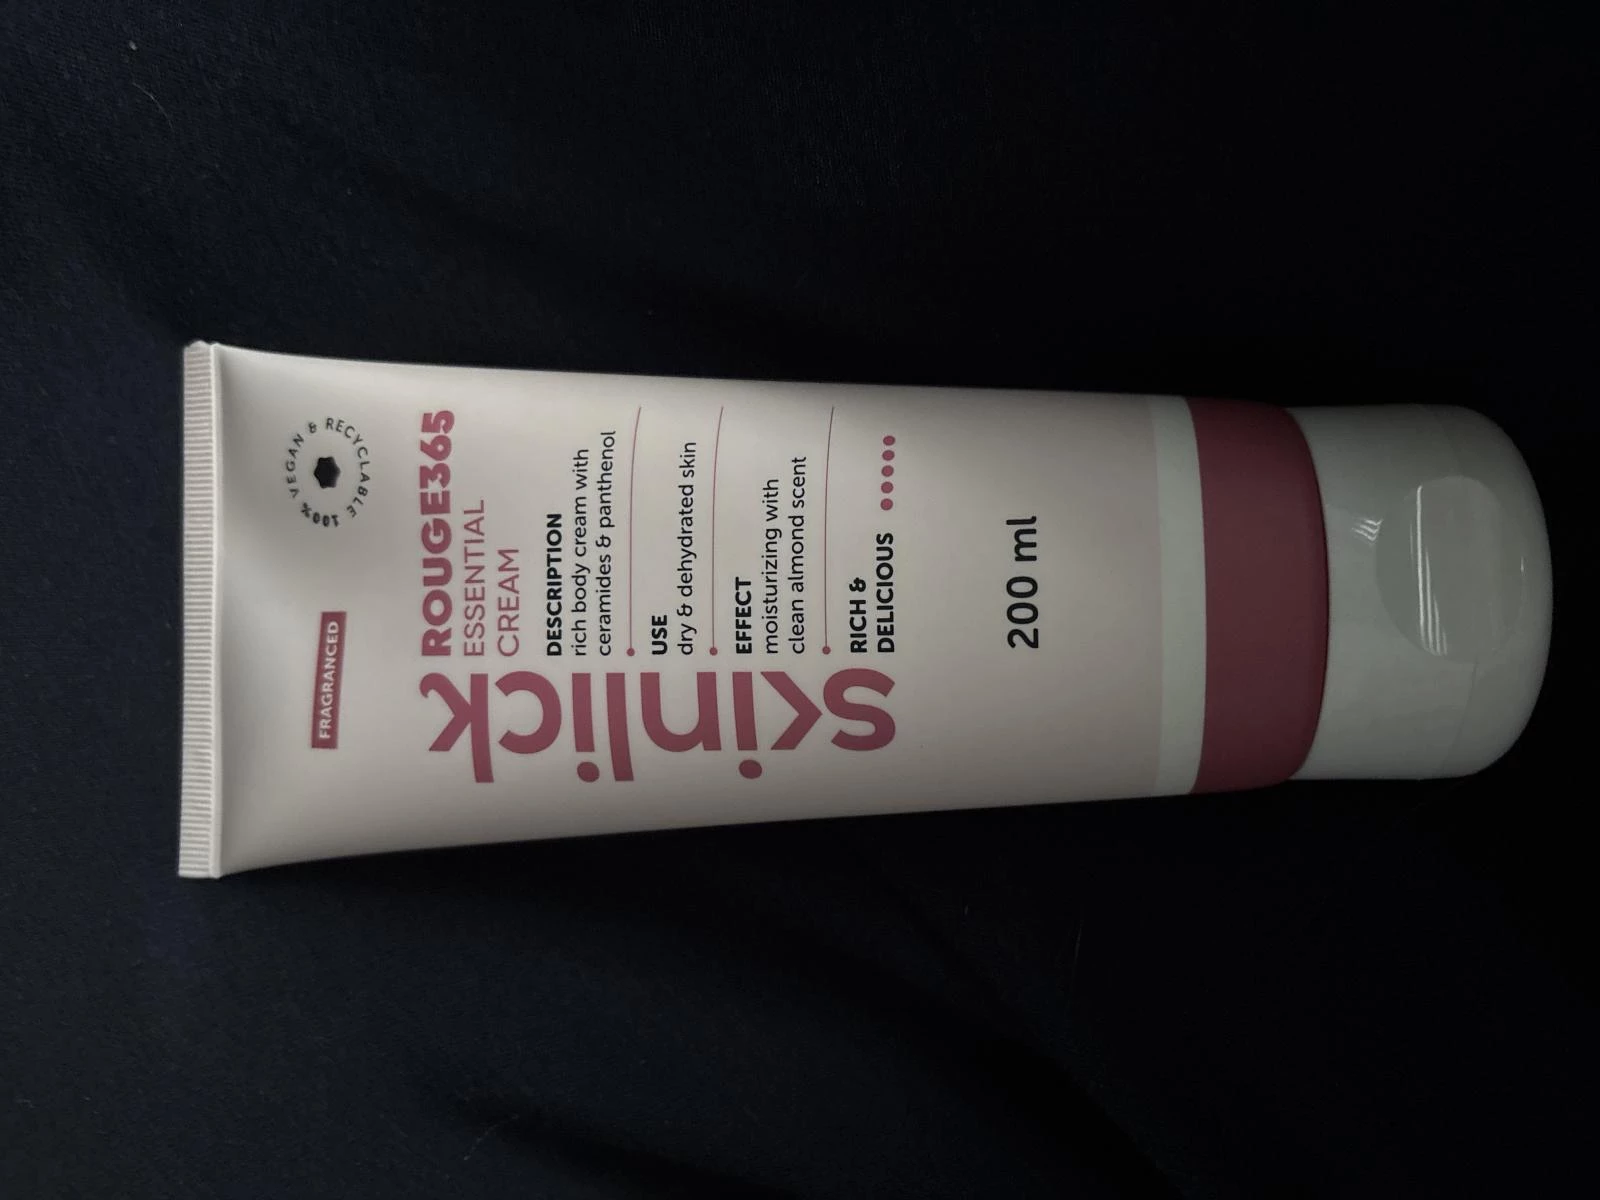 FRAGRANCED
100% VEGAN & RECYCLABLE
skinlick
ROUGE365
ESSENTIAL
CREAM
DESCRIPTION
rich body cream with
ceramides & panthenol
USE
dry & dehydrated skin
EFFECT
moisturizing with
clean almond scent
RICH &
DELICIOUS
200 ml